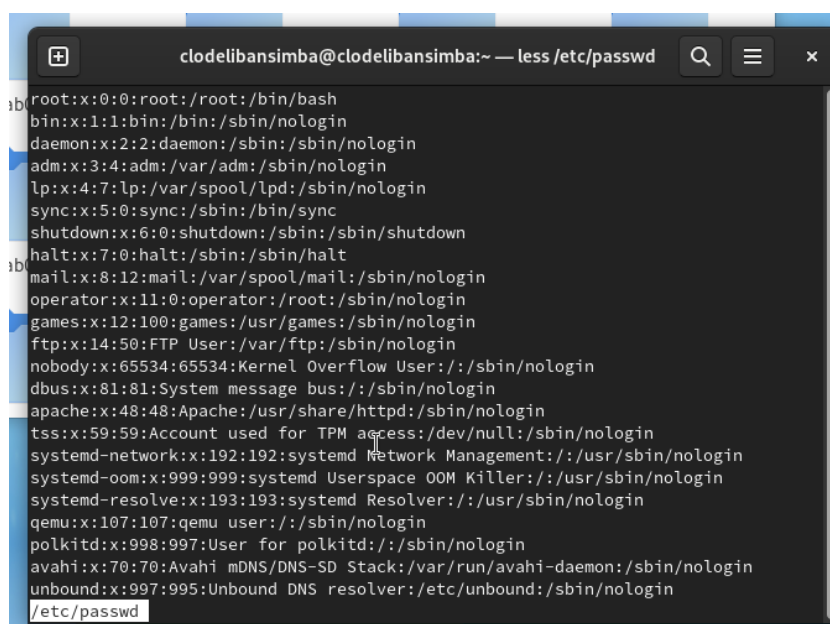 clodelibansimba@clodelibansimba:~ — less /etc/passwd
root:x:0:0:root:/root:/bin/bash
bin:x:1:1:bin:/bin:/sbin/nologin
daemon:x:2:2:daemon:/sbin:/sbin/nologin
adm:x:3:4:adm:/var/adm:/sbin/nologin
lp:x:4:7:lp:/var/spool/lpd:/sbin/nologin
sync:x:5:0:sync:/sbin:/bin/sync
shutdown:x:6:0:shutdown:/sbin:/sbin/shutdown
halt:x:7:0:halt:/sbin:/sbin/halt
mail:x:8:12:mail:/var/spool/mail:/sbin/nologin
operator:x:11:0:operator:/root:/sbin/nologin
games:x:12:100:games:/usr/games:/sbin/nologin
ftp:x:14:50:FTP User:/var/ftp:/sbin/nologin
nobody:x:65534:65534:Kernel Overflow User:/:/sbin/nologin
dbus:x:81:81:System message bus:/:/sbin/nologin
apache:x:48:48:Apache:/usr/share/httpd:/sbin/nologin
tss:x:59:59:Account used for TPM access:/dev/null:/sbin/nologin
systemd-network:x:192:192:systemd Network Management:/:/usr/sbin/nologin
systemd-oom:x:999:999:systemd Userspace OOM Killer:/:/usr/sbin/nologin
systemd-resolve:x:193:193:systemd Resolver:/:/usr/sbin/nologin
qemu:x:107:107:qemu user:/:/sbin/nologin
polkitd:x:998:997:User for polkitd:/:/sbin/nologin
avahi:x:70:70:Avahi mDNS/DNS-SD Stack:/var/run/avahi-daemon:/sbin/nologin
unbound:x:997:995:Unbound DNS resolver:/etc/unbound:/sbin/nologin
/etc/passwd